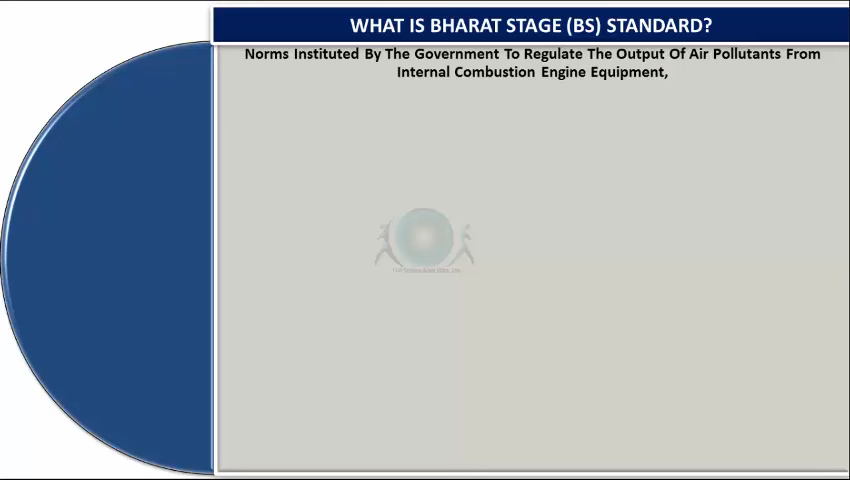 WHAT IS BHARAT STAGE (BS) STANDARD?
Norms Instituted By The Government To Regulate The Output Of Air Pollutants From
Internal Combustion Engine Equipment,